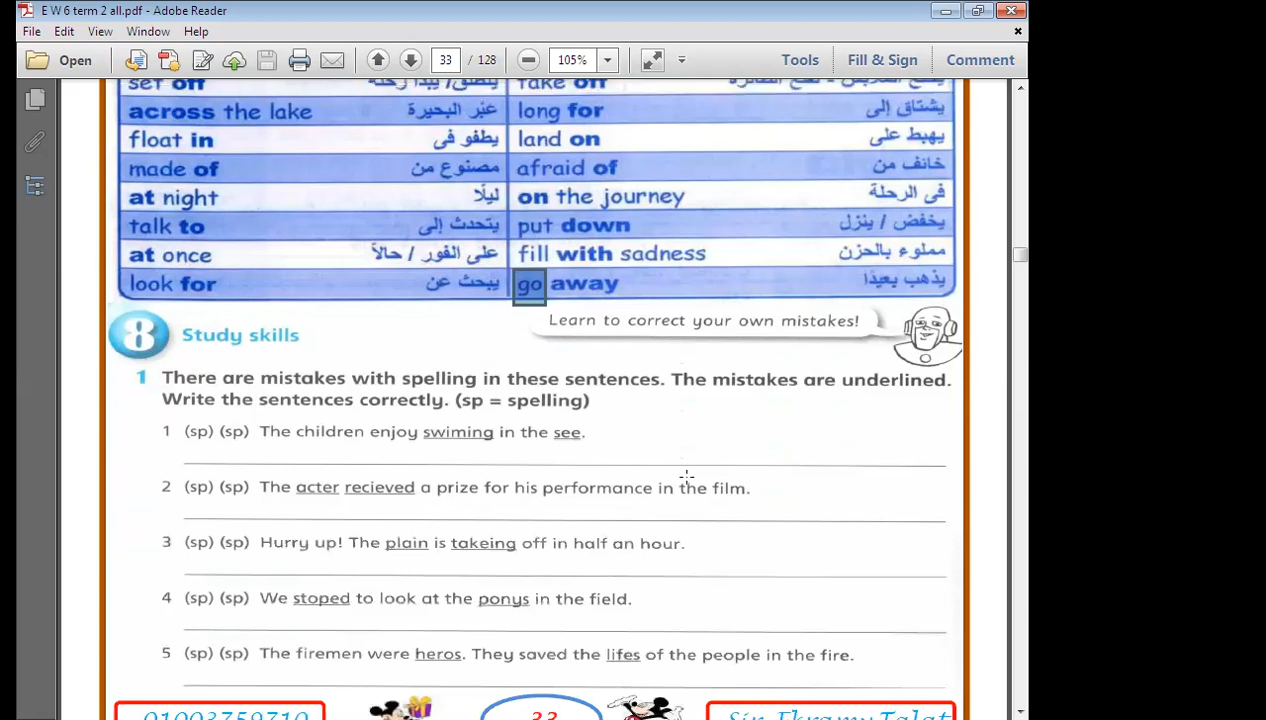 E W 6 term 2 all.pdf - Adobe Reader
File Edit View Window Help
Open 33 / 128 105% Tools Fill & Sign Comment
set off take off
across the lake عبر البحيرة long for يشتاق إلى
float in يطفو فى land on يهبط على
made of مصنوع من afraid of خائف من
at night ليلًا on the journey فى الرحلة
talk to يتحدث إلى put down يخفض / ينزل
at once على الفور / حالاً fill with sadness مملوء بالحزن
look for يبحث عن go away يذهب بعيدًا
Learn to correct your own mistakes!
8 Study skills
1 There are mistakes with spelling in these sentences. The mistakes are underlined.
Write the sentences correctly. (sp = spelling)
1 (sp) (sp) The children enjoy swiming in the see.
2 (sp) (sp) The acter recieved a prize for his performance in the film.
3 (sp) (sp) Hurry up! The plain is takeing off in half an hour.
4 (sp) (sp) We stoped to look at the ponys in the field.
5 (sp) (sp) The firemen were heros. They saved the lifes of the people in the fire.
01003759710 33 Sir. Ekramy Talat